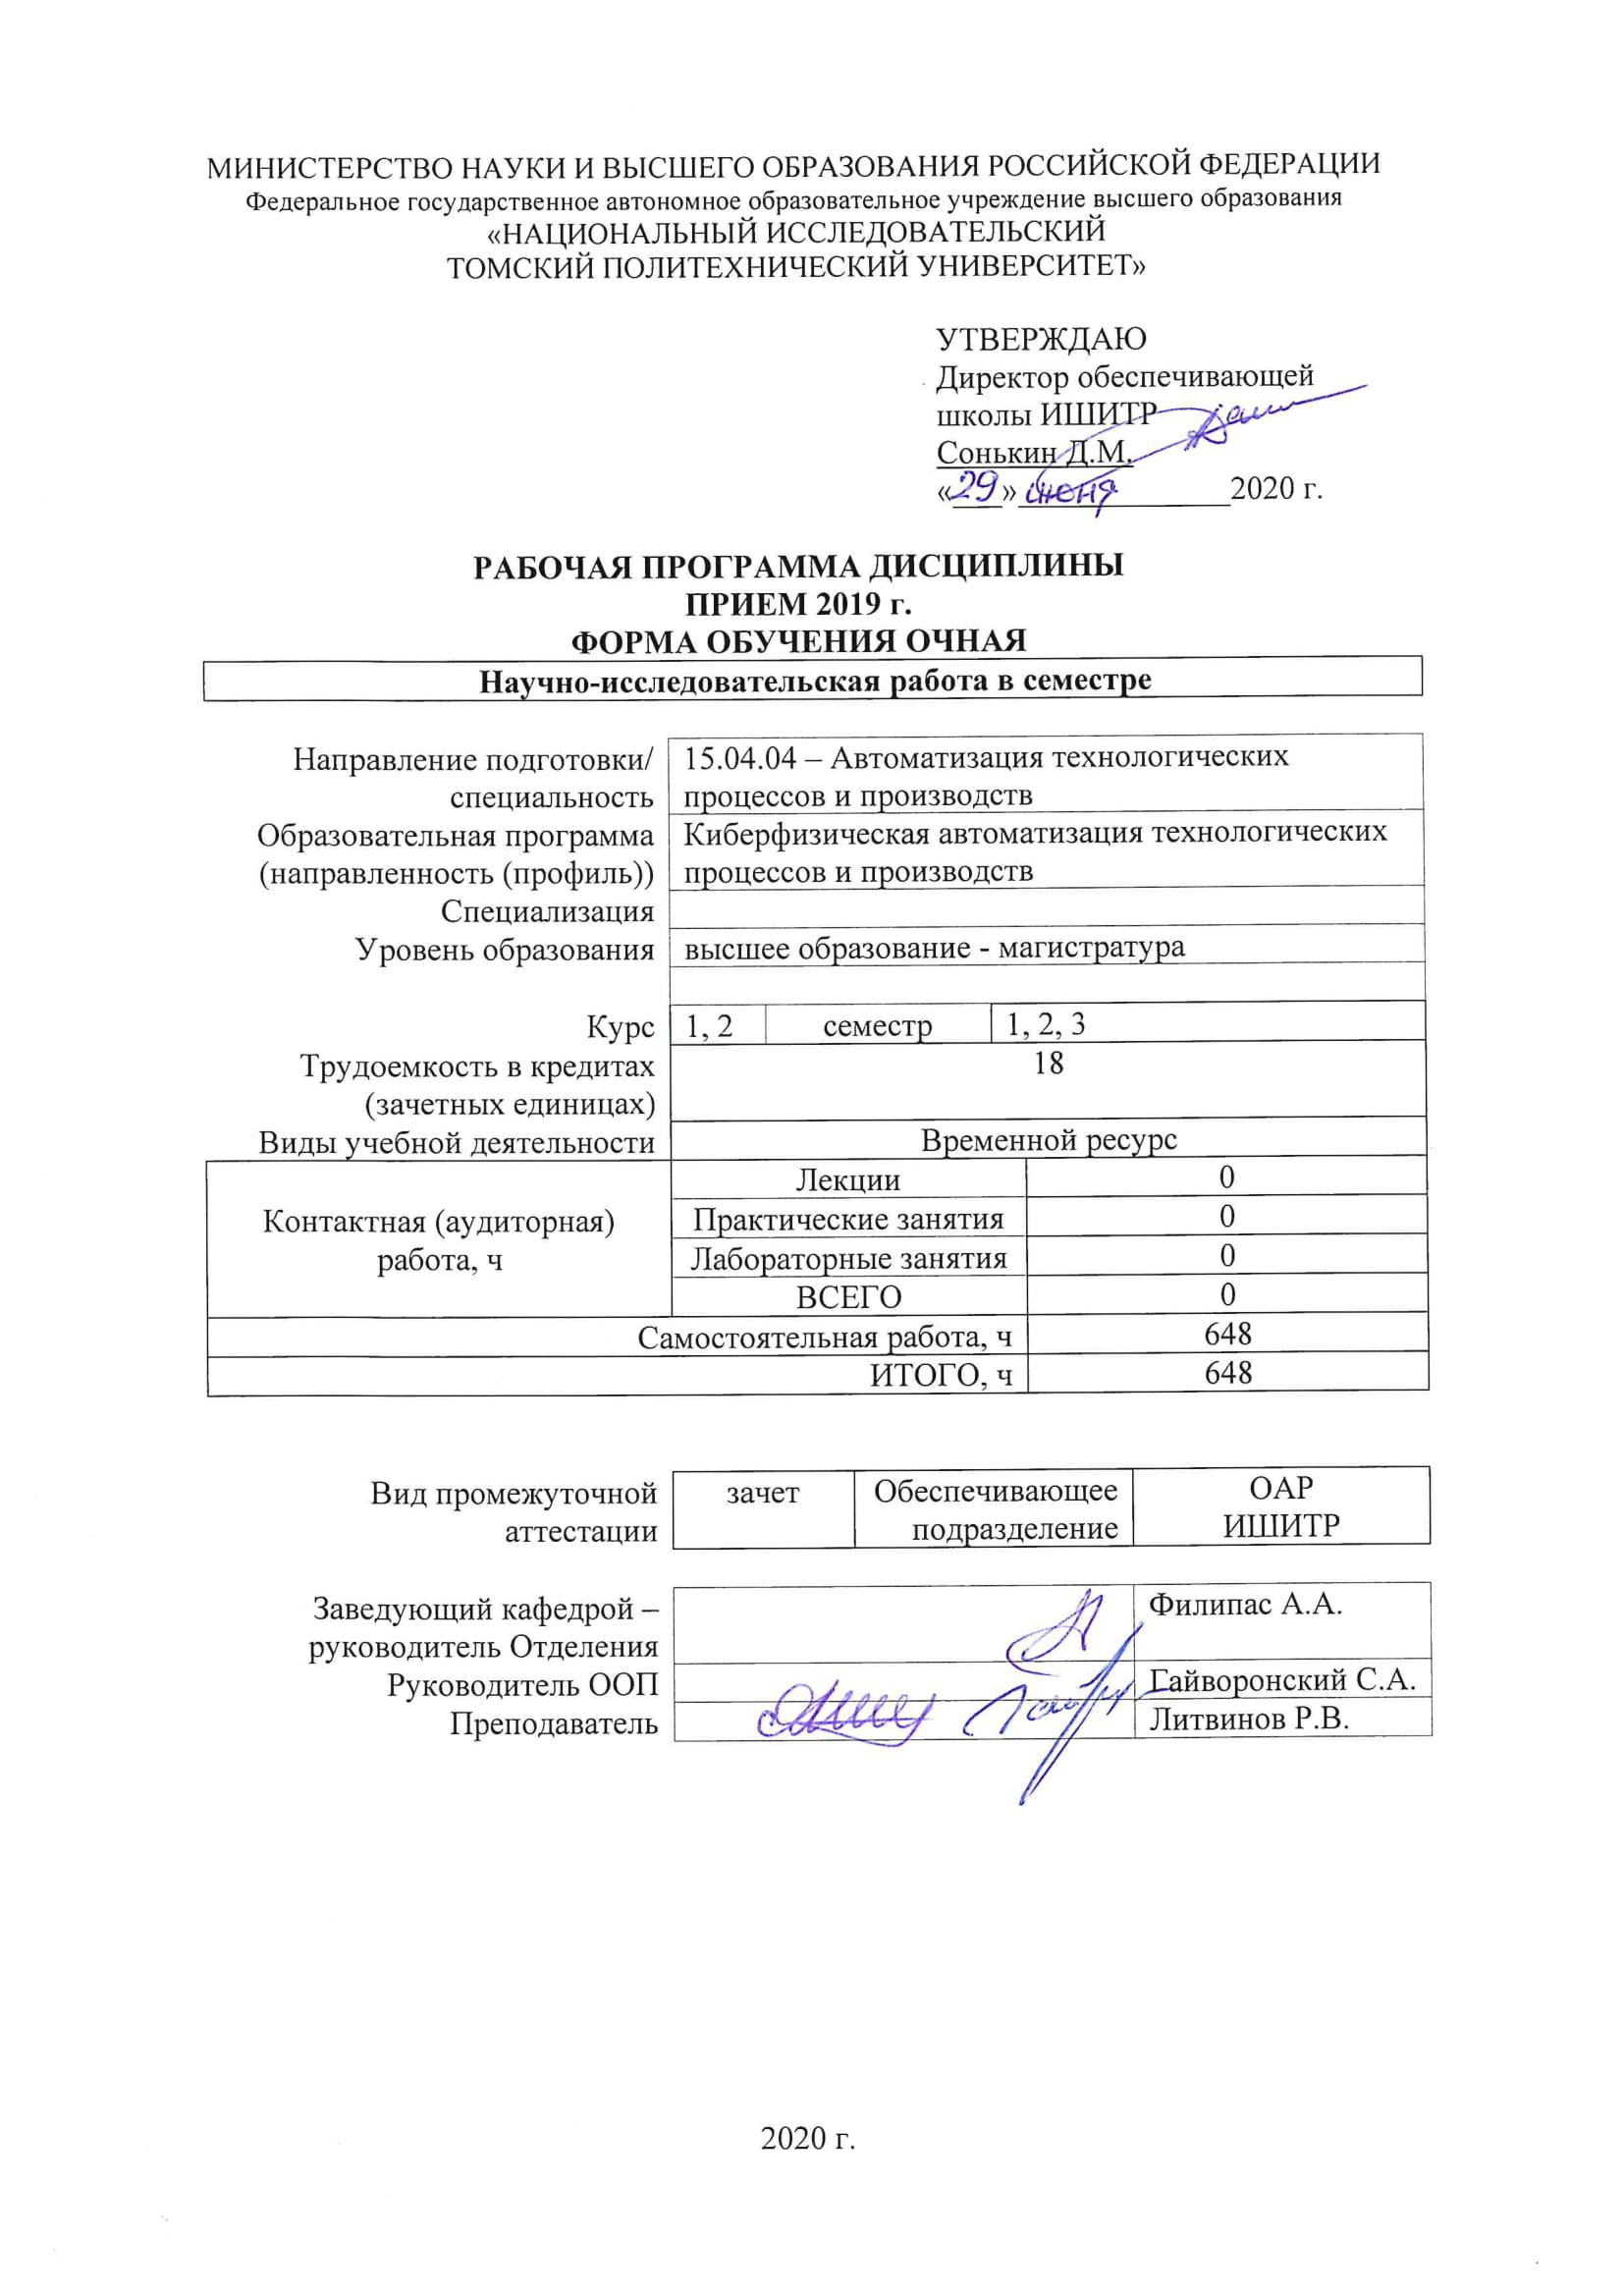 МИНИСТЕРСТВО НАУКИ И ВЫСШЕГО ОБРАЗОВАНИЯ РОССИЙСКОЙ ФЕДЕРАЦИИ
Федеральное государственное автономное образовательное учреждение высшего образования
«НАЦИОНАЛЬНЫЙ ИССЛЕДОВАТЕЛЬСКИЙ
ТОМСКИЙ ПОЛИТЕХНИЧЕСКИЙ УНИВЕРСИТЕТ»
УТВЕРЖДАЮ
Директор обеспечивающей
школы ИШИТР
Сонькин Д.М.
«29» июня 2020 г.
РАБОЧАЯ ПРОГРАММА ДИСЦИПЛИНЫ
ПРИЕМ 2019 г.
ФОРМА ОБУЧЕНИЯ ОЧНАЯ
Научно-исследовательская работа в семестре
Направление подготовки/ 15.04.04 – Автоматизация технологических
специальность процессов и производств
Образовательная программа Киберфизическая автоматизация технологических
(направленность (профиль)) процессов и производств
Специализация
Уровень образования высшее образование - магистратура
Курс 1, 2 семестр 1, 2, 3
Трудоемкость в кредитах 18
(зачетных единицах)
Виды учебной деятельности Временной ресурс
Лекции 0
Контактная (аудиторная) Практические занятия 0
работа, ч Лабораторные занятия 0
ВСЕГО 0
Самостоятельная работа, ч 648
ИТОГО, ч 648
Вид промежуточной зачет Обеспечивающее ОАР
аттестации подразделение ИШИТР
Заведующий кафедрой – Филипас А.А.
руководитель Отделения
Руководитель ООП Гайворонский С.А.
Преподаватель Литвинов Р.В.
2020 г.